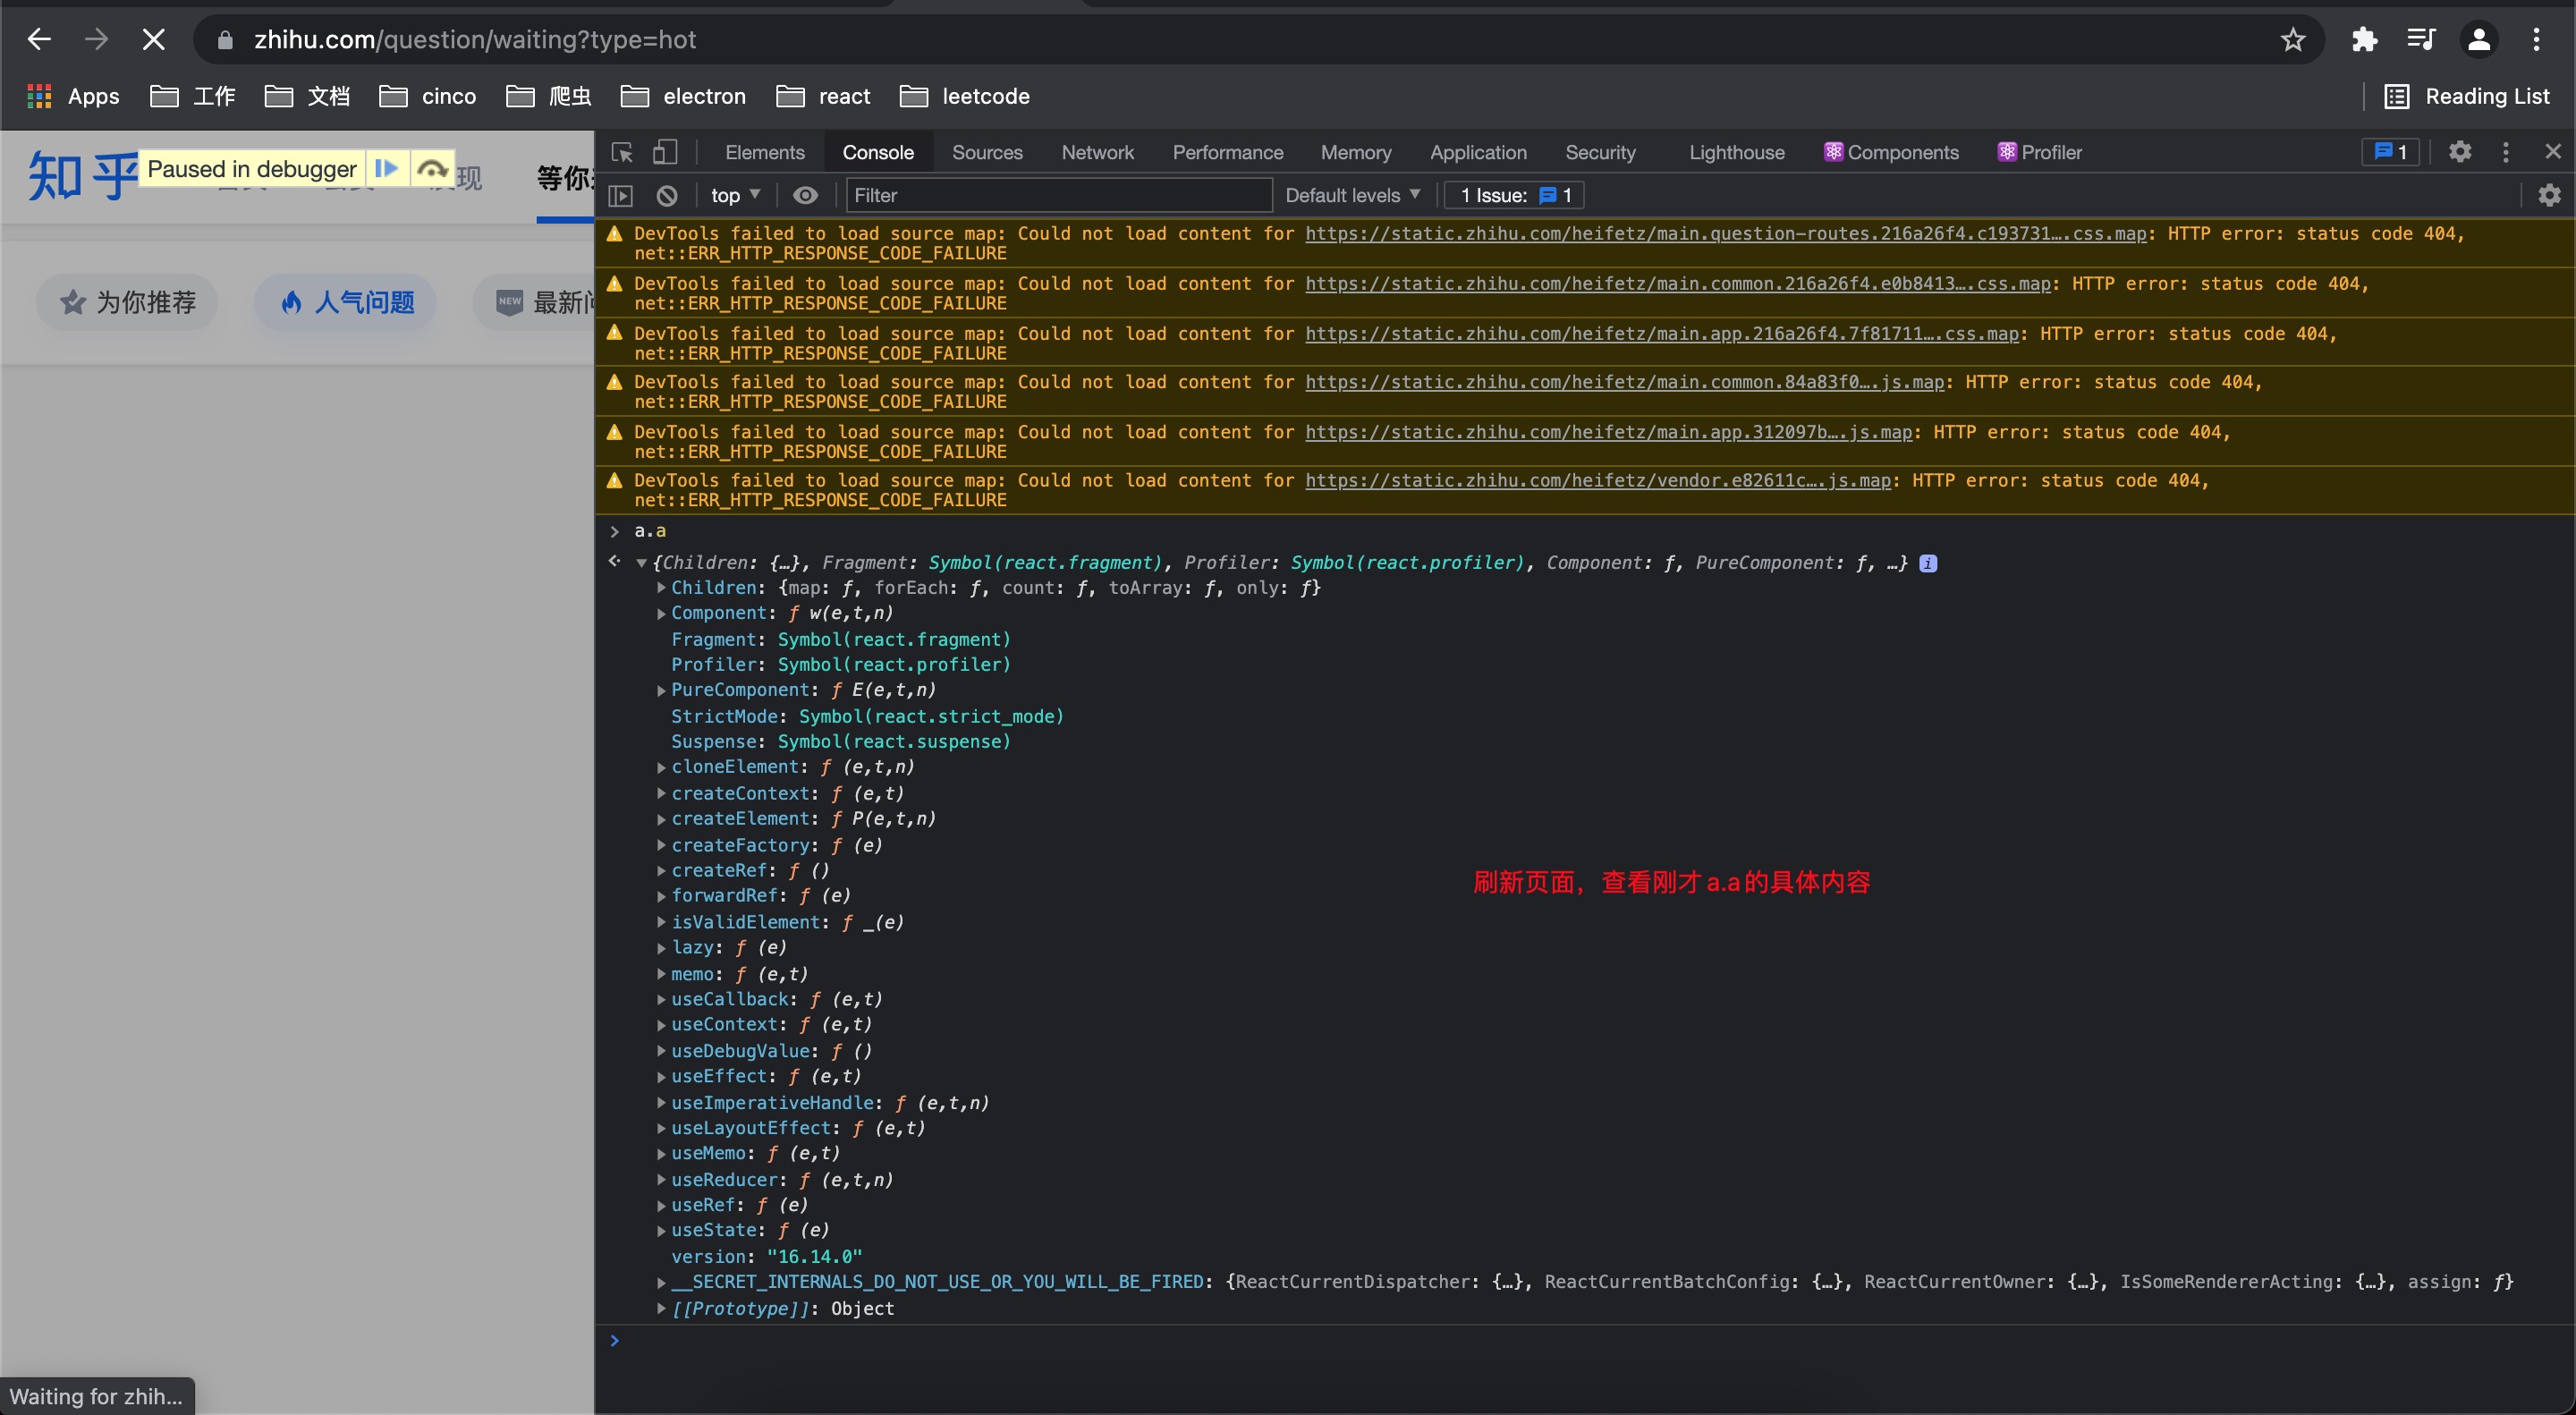 zhihu.com/question/waiting?type=hot
Apps 工作 文档 cinco 爬虫 electron react leetcode Reading List
知乎 Paused in debugger 现 等你
为你推荐 人气问题 NEW 最新
Elements Console Sources Network Performance Memory Application Security Lighthouse Components Profiler 1
top Filter Default levels 1 Issue: 1
DevTools failed to load source map: Could not load content for https://static.zhihu.com/heifetz/main.question-routes.216a26f4.c193731….css.map: HTTP error: status code 404,
net::ERR_HTTP_RESPONSE_CODE_FAILURE
DevTools failed to load source map: Could not load content for https://static.zhihu.com/heifetz/main.common.216a26f4.e0b8413….css.map: HTTP error: status code 404,
net::ERR_HTTP_RESPONSE_CODE_FAILURE
DevTools failed to load source map: Could not load content for https://static.zhihu.com/heifetz/main.app.216a26f4.7f81711….css.map: HTTP error: status code 404,
net::ERR_HTTP_RESPONSE_CODE_FAILURE
DevTools failed to load source map: Could not load content for https://static.zhihu.com/heifetz/main.common.84a83f0….js.map: HTTP error: status code 404,
net::ERR_HTTP_RESPONSE_CODE_FAILURE
DevTools failed to load source map: Could not load content for https://static.zhihu.com/heifetz/main.app.312097b….js.map: HTTP error: status code 404,
net::ERR_HTTP_RESPONSE_CODE_FAILURE
DevTools failed to load source map: Could not load content for https://static.zhihu.com/heifetz/vendor.e82611c….js.map: HTTP error: status code 404,
net::ERR_HTTP_RESPONSE_CODE_FAILURE
a.a
{Children: {…}, Fragment: Symbol(react.fragment), Profiler: Symbol(react.profiler), Component: ƒ, PureComponent: ƒ, …} i
Children: {map: ƒ, forEach: ƒ, count: ƒ, toArray: ƒ, only: ƒ}
Component: ƒ w(e,t,n)
Fragment: Symbol(react.fragment)
Profiler: Symbol(react.profiler)
PureComponent: ƒ E(e,t,n)
StrictMode: Symbol(react.strict_mode)
Suspense: Symbol(react.suspense)
cloneElement: ƒ (e,t,n)
createContext: ƒ (e,t)
createElement: ƒ P(e,t,n)
createFactory: ƒ (e)
createRef: ƒ ()
刷新页面，查看刚才a.a的具体内容
forwardRef: ƒ (e)
isValidElement: ƒ _(e)
lazy: ƒ (e)
memo: ƒ (e,t)
useCallback: ƒ (e,t)
useContext: ƒ (e,t)
useDebugValue: ƒ ()
useEffect: ƒ (e,t)
useImperativeHandle: ƒ (e,t,n)
useLayoutEffect: ƒ (e,t)
useMemo: ƒ (e,t)
useReducer: ƒ (e,t,n)
useRef: ƒ (e)
useState: ƒ (e)
version: "16.14.0"
__SECRET_INTERNALS_DO_NOT_USE_OR_YOU_WILL_BE_FIRED: {ReactCurrentDispatcher: {…}, ReactCurrentBatchConfig: {…}, ReactCurrentOwner: {…}, IsSomeRendererActing: {…}, assign: ƒ}
[[Prototype]]: Object
Waiting for zhih...